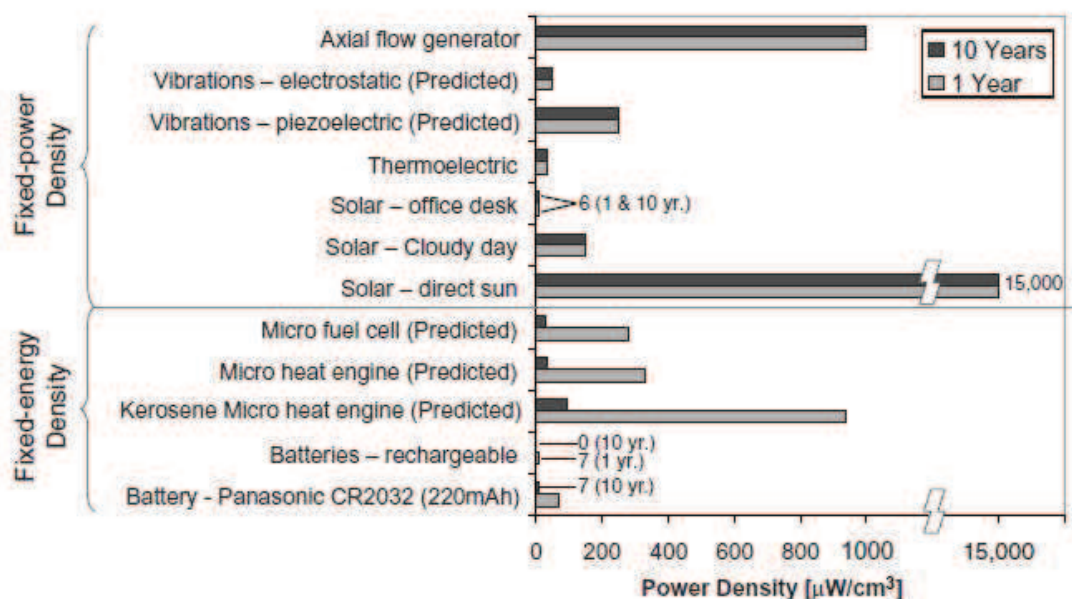 Axial flow generator
10 Years
1 Year
Vibrations – electrostatic (Predicted)
Vibrations – piezoelectric (Predicted)
Thermoelectric
Solar – office desk
6 (1 & 10 yr.)
Solar – Cloudy day
Solar – direct sun
15,000
Fixed-power
Density
Micro fuel cell (Predicted)
Micro heat engine (Predicted)
Kerosene Micro heat engine (Predicted)
0 (10 yr.)
Batteries – rechargeable
7 (1 yr.)
7 (10 yr.)
Battery - Panasonic CR2032 (220mAh)
Fixed-energy
Density
0 200 400 600 800 1000 15,000
Power Density [μW/cm³]